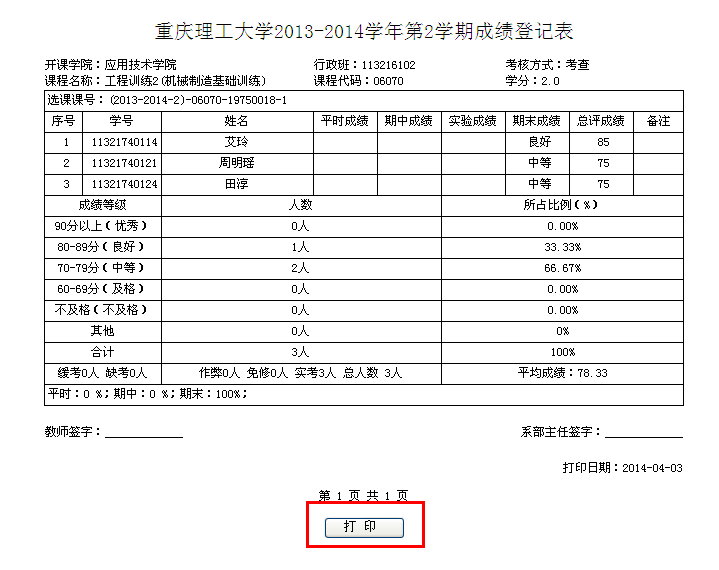 重庆理工大学2013-2014学年第2学期成绩登记表
开课学院：应用技术学院 行政班：113216102 考核方式：考查
课程名称：工程训练2(机械制造基础训练) 课程代码：06070 学分：2.0
选课课号：(2013-2014-2)-06070-19750018-1
序号 学号 姓名 平时成绩 期中成绩 实验成绩 期末成绩 总评成绩 备注
1 11321740114 艾玲 良好 85
2 11321740121 周明瑶 中等 75
3 11321740124 田淳 中等 75
成绩等级 人数 所占比例(%)
90分以上(优秀) 0人 0.00%
80-89分(良好) 1人 33.33%
70-79分(中等) 2人 66.67%
60-69分(及格) 0人 0.00%
不及格(不及格) 0人 0.00%
其他 0人 0%
合计 3人 100%
缓考0人 缺考0人 作弊0人 免修0人 实考3人 总人数 3人 平均成绩：78.33
平时：0 %；期中：0 %；期末：100%；
教师签字：____________ 系部主任签字：____________
打印日期：2014-04-03
第 1 页 共 1 页
打 印